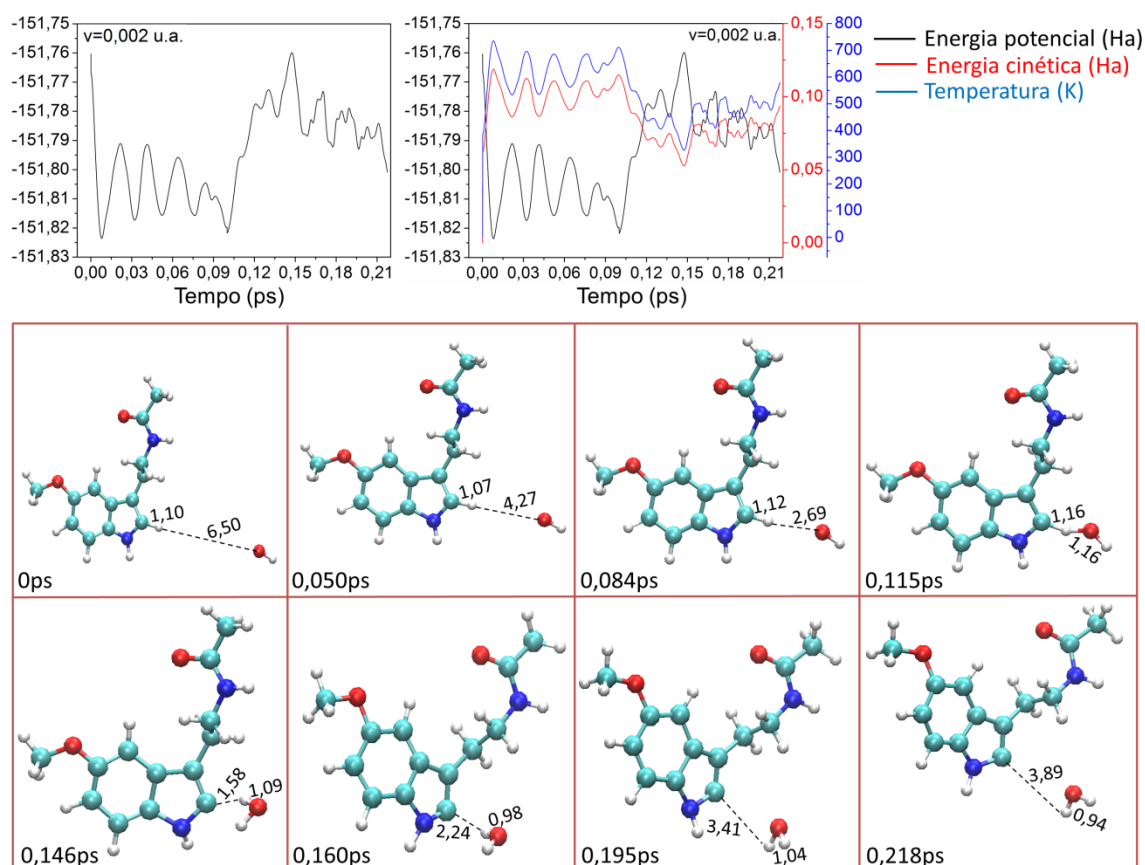 v=0,002 u.a.
-151,75
-151,76
-151,77
-151,78
-151,79
-151,80
-151,81
-151,82
-151,83
0,00 0,03 0,06 0,09 0,12 0,15 0,18 0,21
Tempo (ps)
v=0,002 u.a.
-151,75
-151,76
-151,77
-151,78
-151,79
-151,80
-151,81
-151,82
-151,83
0,00 0,03 0,06 0,09 0,12 0,15 0,18 0,21
Tempo (ps)
0,15
0,10
0,05
0,00
800
700
600
500
400
300
200
100
0
Energia potencial (Ha)
Energia cinética (Ha)
Temperatura (K)
1,10
6,50
0ps
1,07
4,27
0,050ps
1,12
2,69
0,084ps
1,16
1,16
0,115ps
1,58
1,09
0,146ps
2,24
0,98
0,160ps
3,41
1,04
0,195ps
3,89
0,94
0,218ps